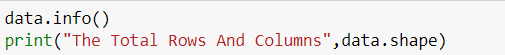 data.info()
print("The Total Rows And Columns",data.shape)